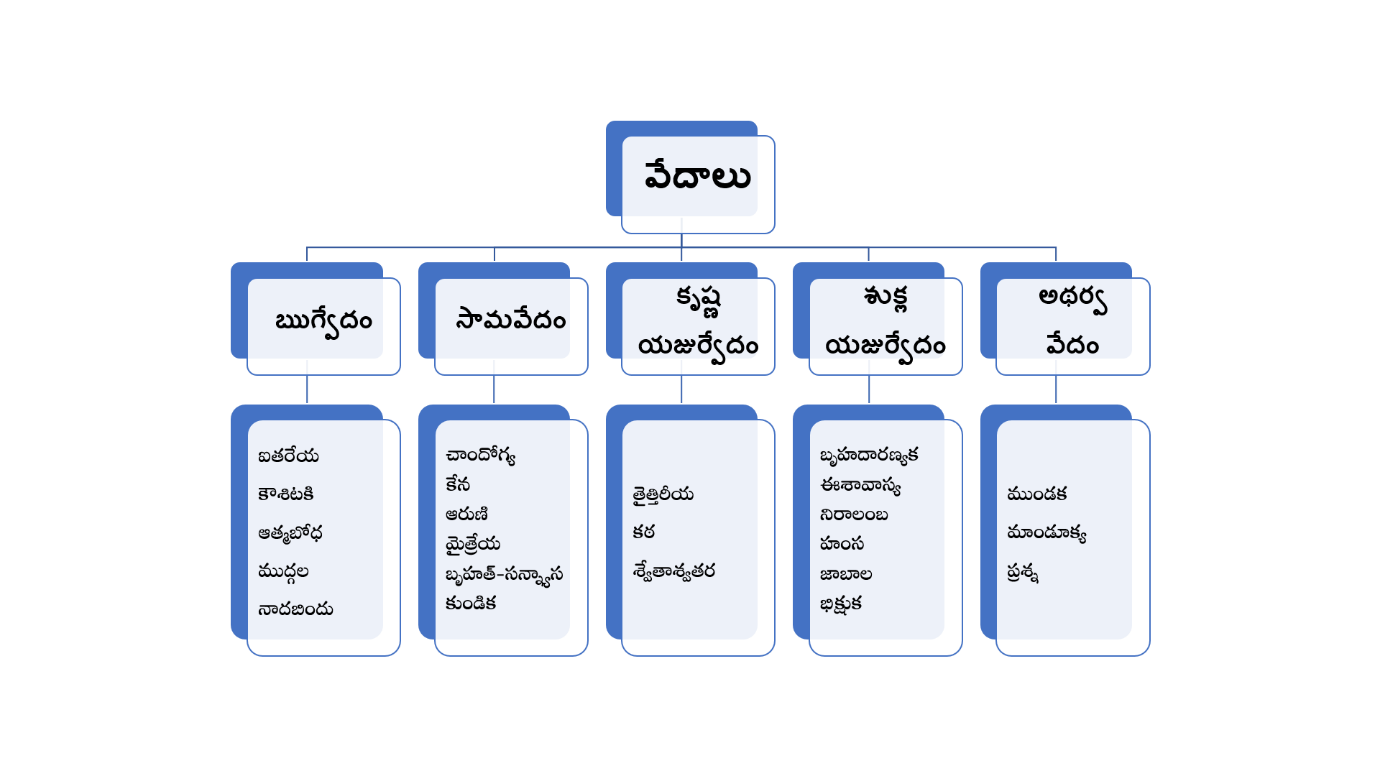 వేదాలు
ఋగ్వేదం
సామవేదం
కృష్ణ
యజుర్వేదం
శుక్ల
యజుర్వేదం
అథర్వ
వేదం
ఐతరేయ
కౌశిటకి
ఆత్మబోధ
ముద్గల
నాదబిందు
చాందోగ్య
కేన
ఆరుణి
మైత్రేయ
బృహత్-సన్న్యాస
కుండిక
తైత్తిరీయ
కఠ
శ్వేతాశ్వతర
బృహదారణ్యక
ఈశావాస్య
నిరాలంబ
హంస
జాబాల
భిక్షుక
ముండక
మాండూక్య
ప్రశ్న